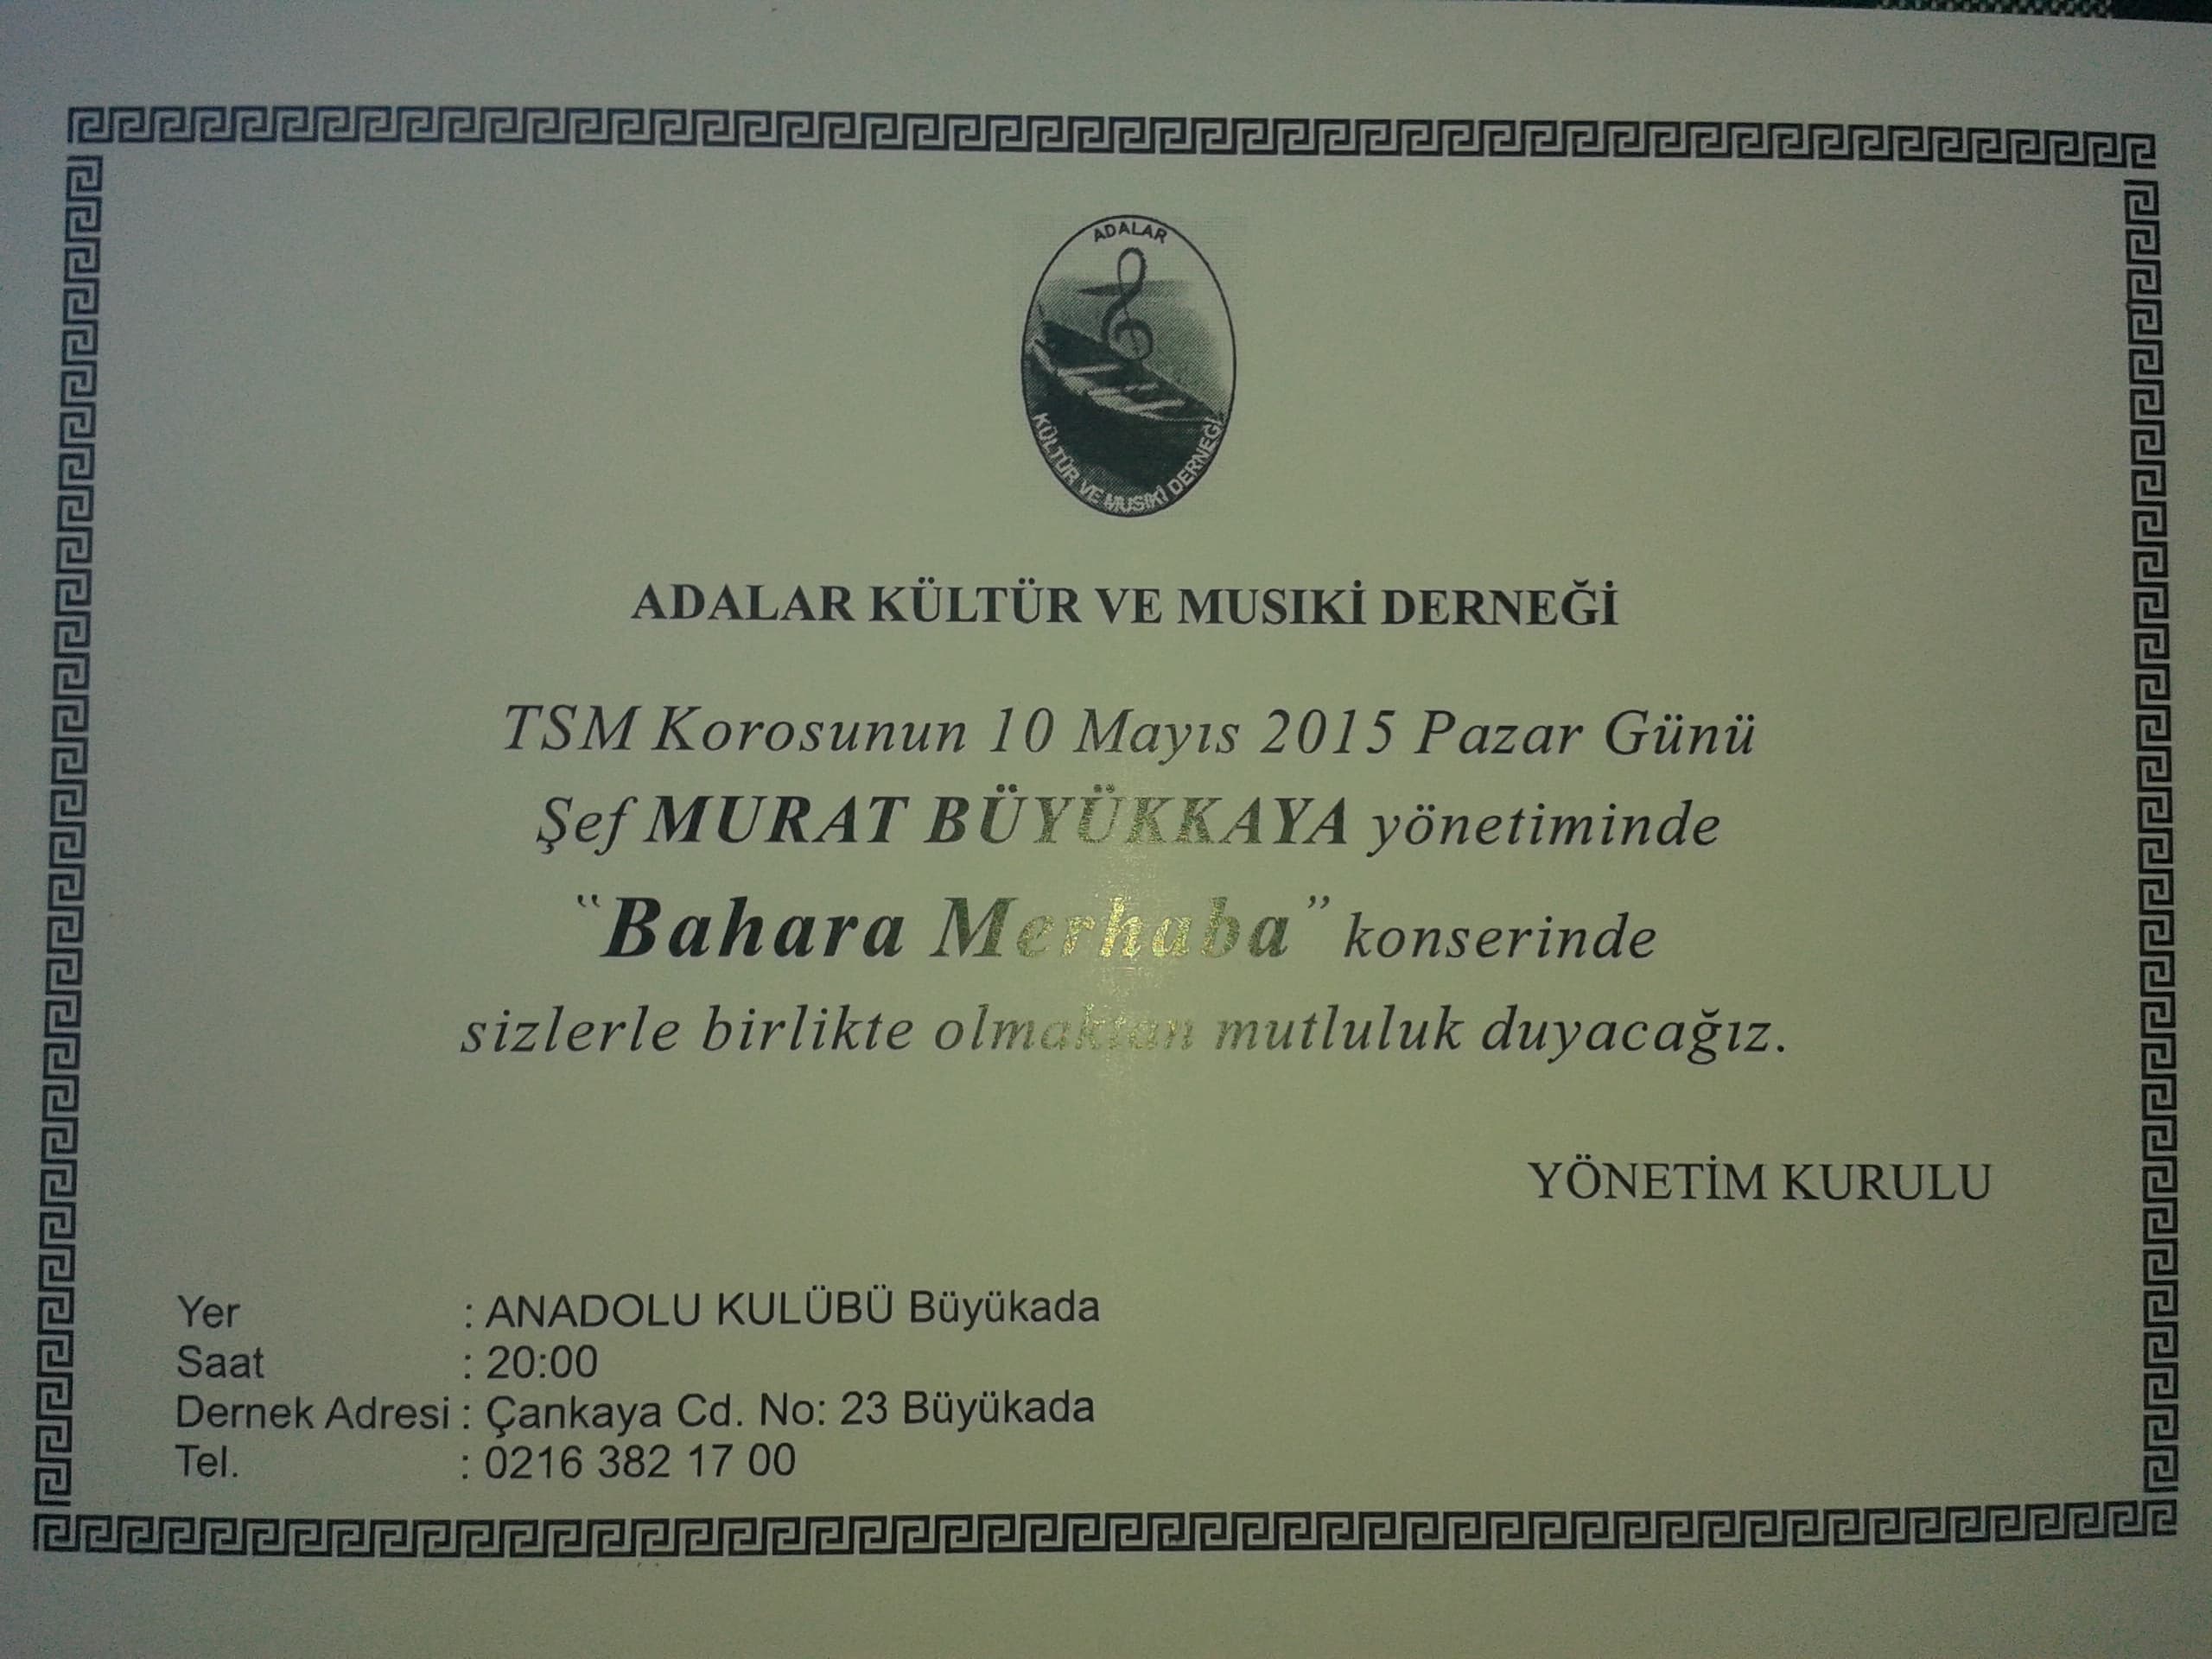 ADALAR
KÜLTÜR VE MUSIKİ DERNEĞİ
ADALAR KÜLTÜR VE MUSIKİ DERNEĞİ
TSM Korosunun 10 Mayıs 2015 Pazar Günü
Şef MURAT BÜYÜKKAYA yönetiminde
“Bahara Merhaba” konserinde
sizlerle birlikte olmaktan mutluluk duyacağız.
YÖNETİM KURULU
Yer : ANADOLU KULÜBÜ Büyükada
Saat : 20:00
Dernek Adresi : Çankaya Cd. No: 23 Büyükada
Tel. : 0216 382 17 00